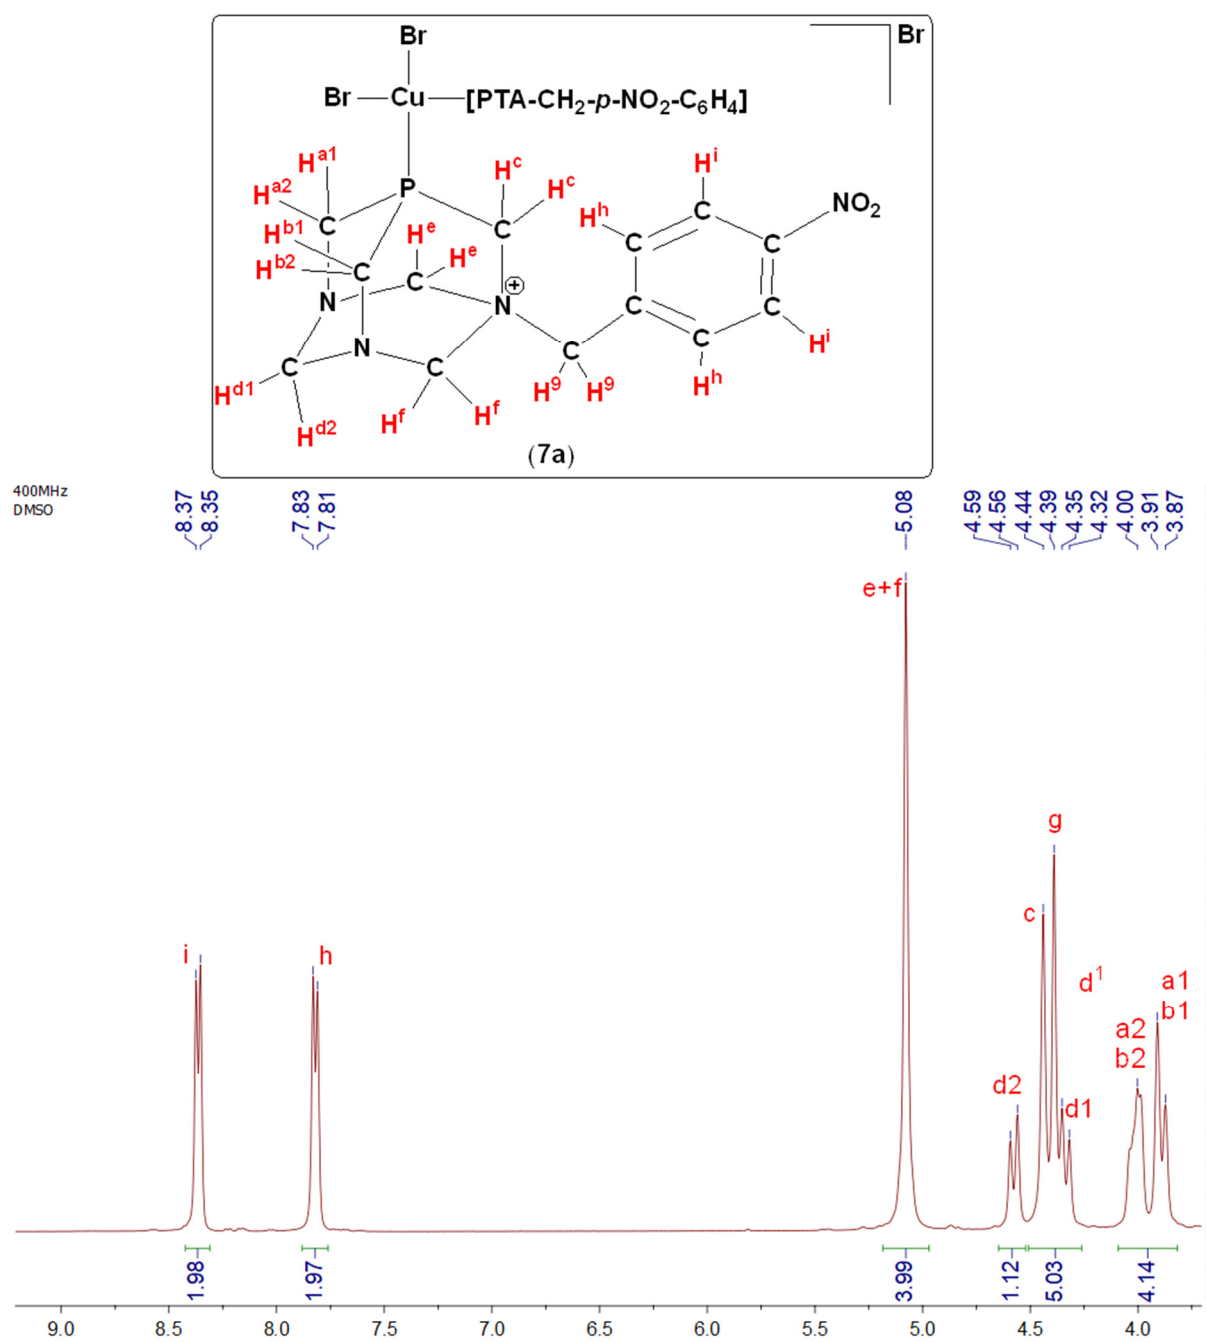 Br
Br
Br Cu [PTA-CH2-p-NO2-C6H4]
Ha1
Ha2
P
Hc
Hc
Hi
NO2
C
C
C
Hh
C
C
Hb1
He
He
Hb2
C
C
N
N+
C
C
N
C
C
C
C
Hi
Hd1
H9
H9
Hh
Hd2
Hf
Hf
(7a)
400MHz
DMSO
8.37
8.35
7.83
7.81
5.08
4.59
4.56
4.44
4.39
4.35
4.32
4.00
3.91
3.87
e+f
g
c
i
h
d1
a1
b1
a2
b2
d2
d1
1.98
1.97
3.99
1.12
5.03
4.14
9.0 8.5 8.0 7.5 7.0 6.5 6.0 5.5 5.0 4.5 4.0